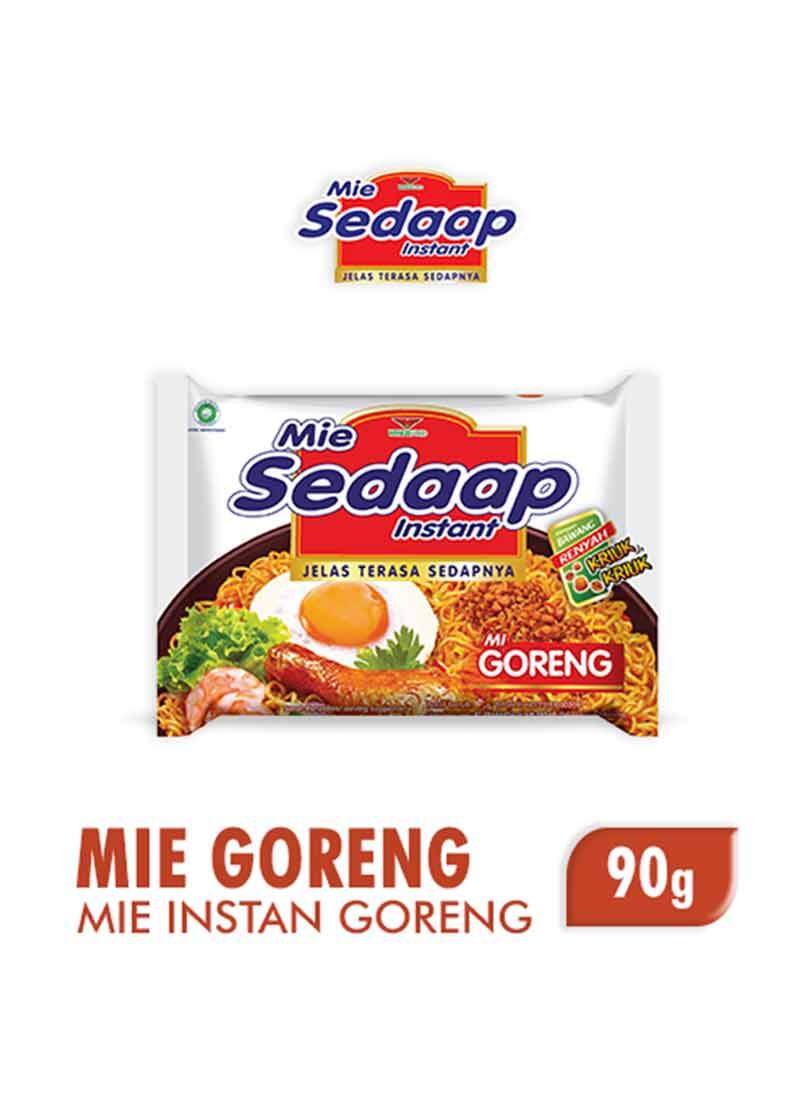 Mie
Sedaap
Instant
JELAS TERASA SEDAPNYA
Mie
Sedaap
Instant
JELAS TERASA SEDAPNYA
BAWANG
RENYAH
KRIUK
KRIUK
Mi
GORENG
MIE GORENG
MIE INSTAN GORENG
90g